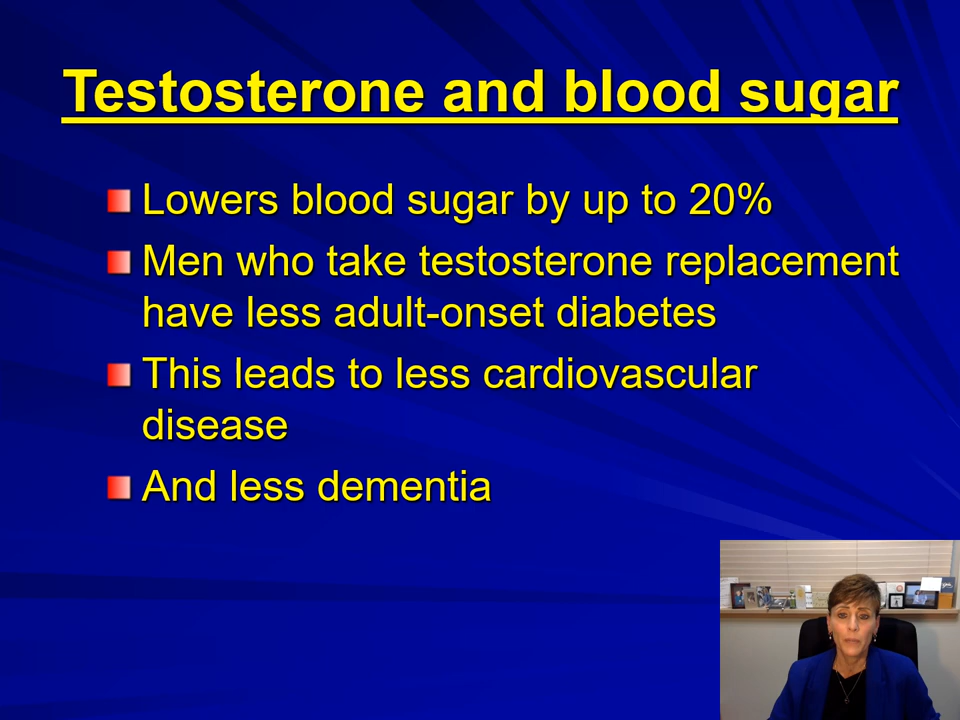 Testosterone and blood sugar
Lowers blood sugar by up to 20%
Men who take testosterone replacement
have less adult-onset diabetes
This leads to less cardiovascular
disease
And less dementia